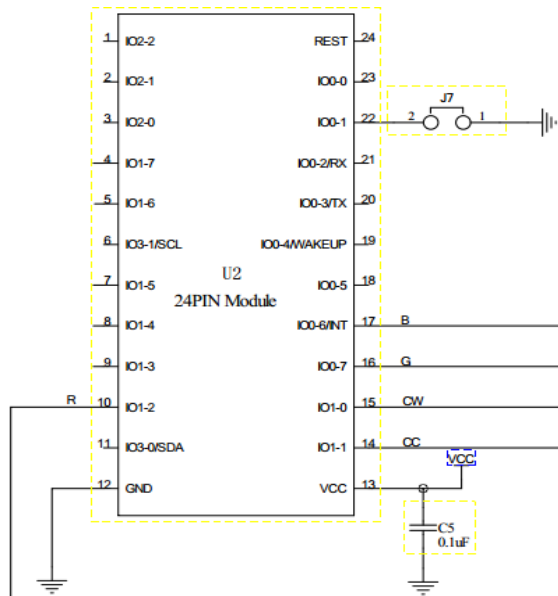 1 IO2-2 REST 24
2 IO2-1 IO0-0 23
J7
3 IO2-0 IO0-1 22 2 1
4 IO1-7 IO0-2/RX 21
5 IO1-6 IO0-3/TX 20
6 IO3-1/SCL IO0-4/WAKEUP 19
U2
7 IO1-5 IO0-5 18
24PIN Module
8 IO1-4 IO0-6/INT 17 B
9 IO1-3 IO0-7 16 G
R 10 IO1-2 IO1-0 15 CW
11 IO3-0/SDA IO1-1 14 CC
VCC
12 GND VCC 13
C5
0.1uF